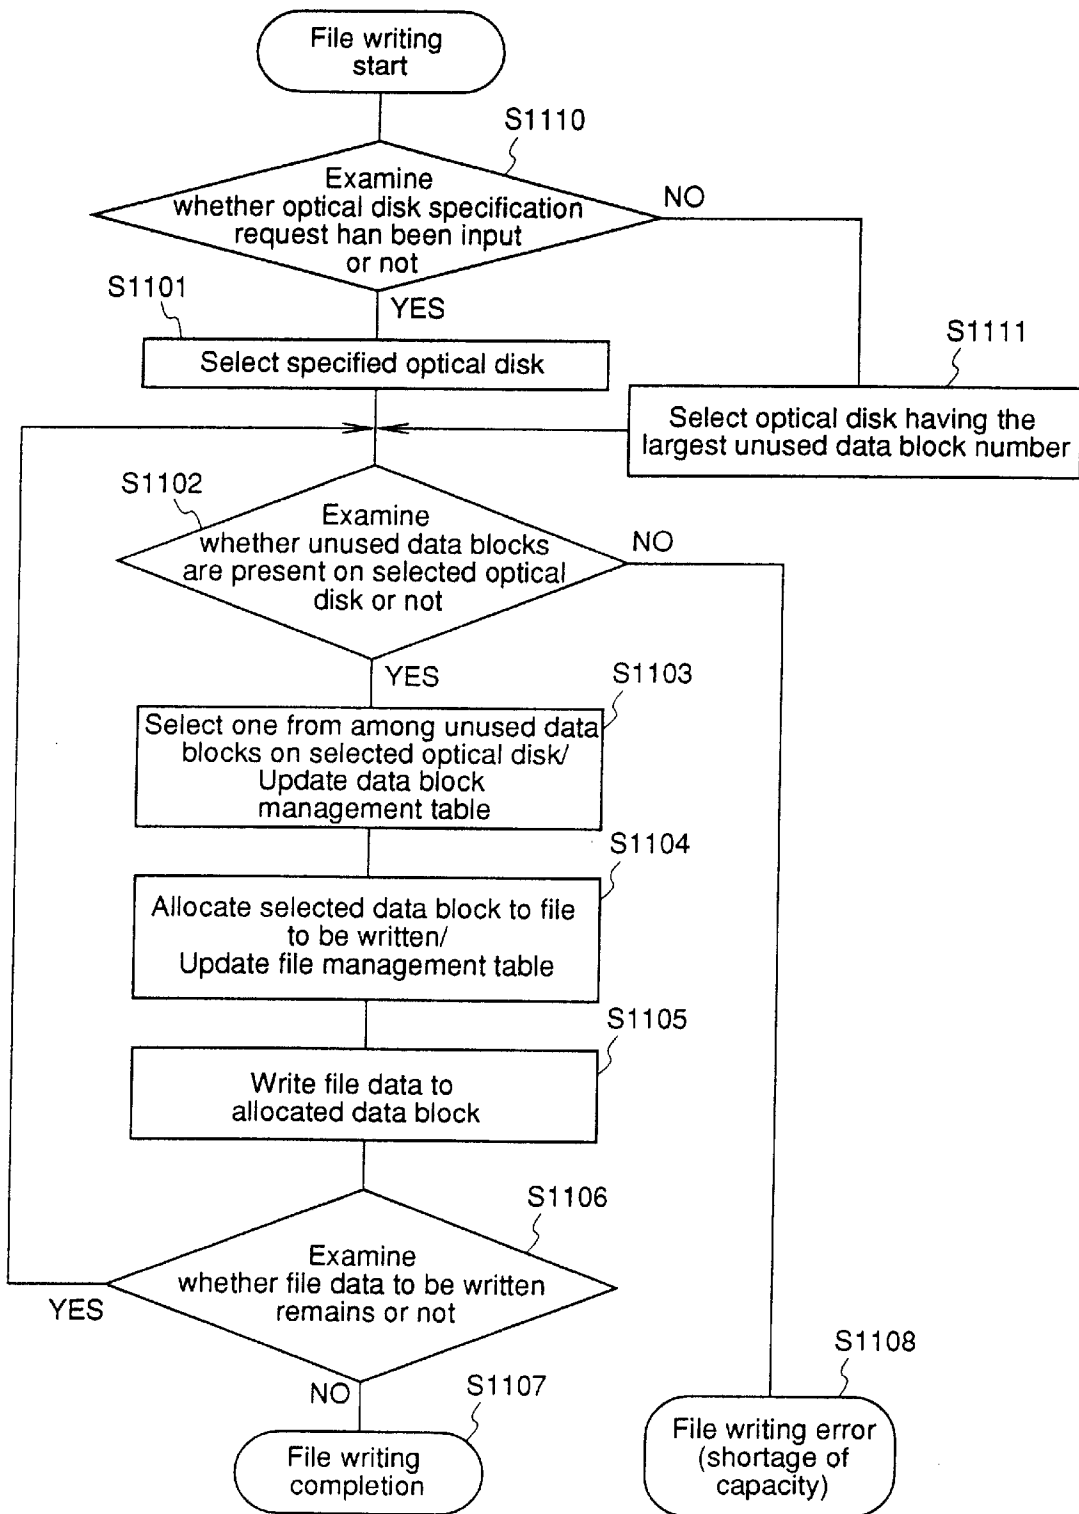 File writing
start
S1110
Examine
whether optical disk specification
request han been input
or not
NO
YES
S1101
Select specified optical disk
S1111
Select optical disk having the
largest unused data block number
S1102
Examine
whether unused data blocks
are present on selected optical
disk or not
NO
YES
S1103
Select one from among unused data
blocks on selected optical disk/
Update data block
management table
S1104
Allocate selected data block to file
to be written/
Update file management table
S1105
Write file data to
allocated data block
S1106
Examine
whether file data to be written
remains or not
YES
NO
S1107
File writing
completion
S1108
File writing error
(shortage of
capacity)